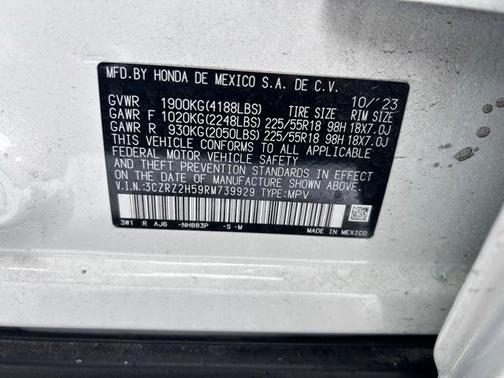 MFD.BY HONDA DE MEXICO S.A. DE C.V.
10/'23
GVWR 1900KG(4188LBS) TIRE SIZE RIM SIZE
GAWR F 1020KG(2248LBS) 225/55R18 98H 18X7.0J
GAWR R 930KG(2050LBS) 225/55R18 98H 18X7.0J
THIS VEHICLE CONFORMS TO ALL APPLICABLE
FEDERAL MOTOR VEHICLE SAFETY, BUMPER,
AND THEFT PREVENTION STANDARDS IN EFFECT ON
THE DATE OF MANUFACTURE SHOWN ABOVE.
V.I.N.:3CZRZ2H59RM739929 TYPE:MPV
3W1 R AJ6 -NH883P -S -M
MADE IN MEXICO